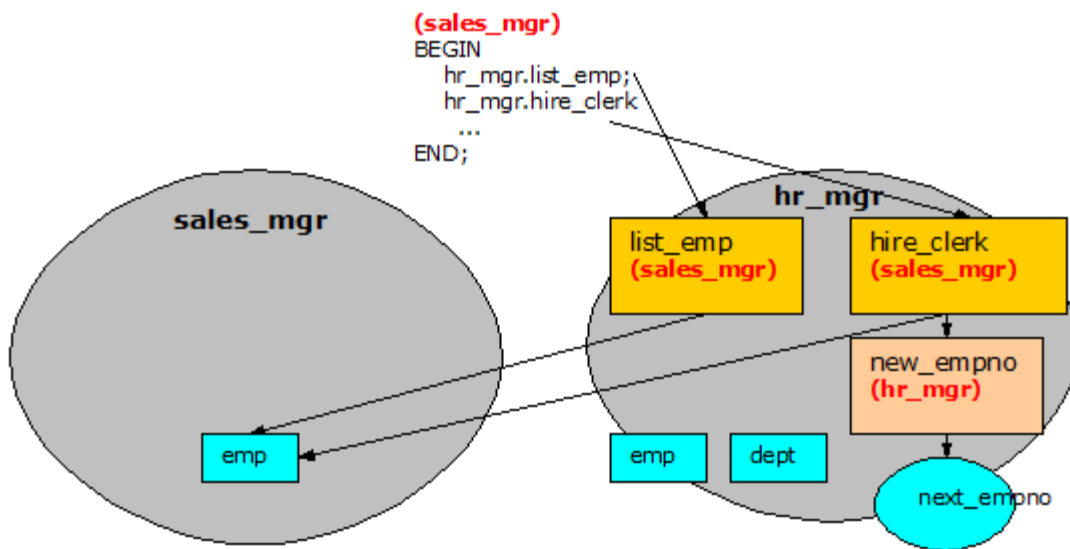 (sales_mgr)
BEGIN
hr_mgr.list_emp;
hr_mgr.hire_clerk
...
END;
sales_mgr
hr_mgr
list_emp
(sales_mgr)
hire_clerk
(sales_mgr)
new_empno
(hr_mgr)
emp
emp
dept
next_empno